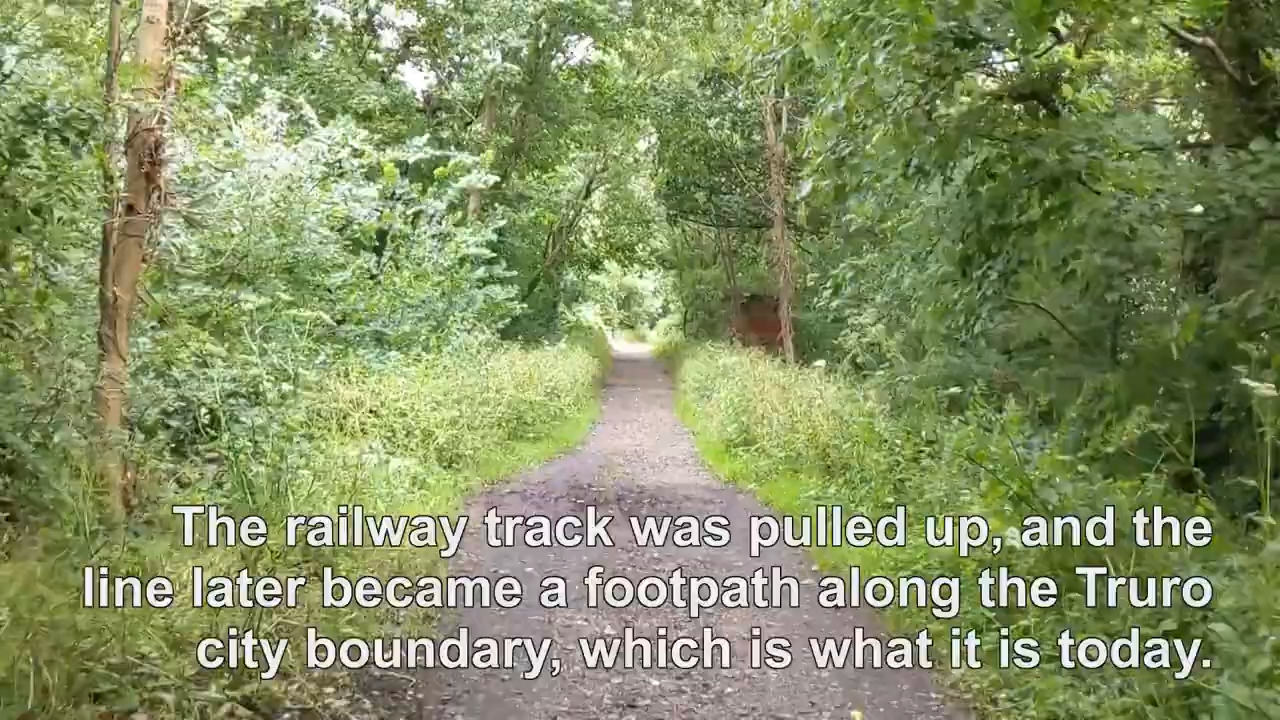 The railway track was pulled up, and the
line later became a footpath along the Truro
city boundary, which is what it is today.